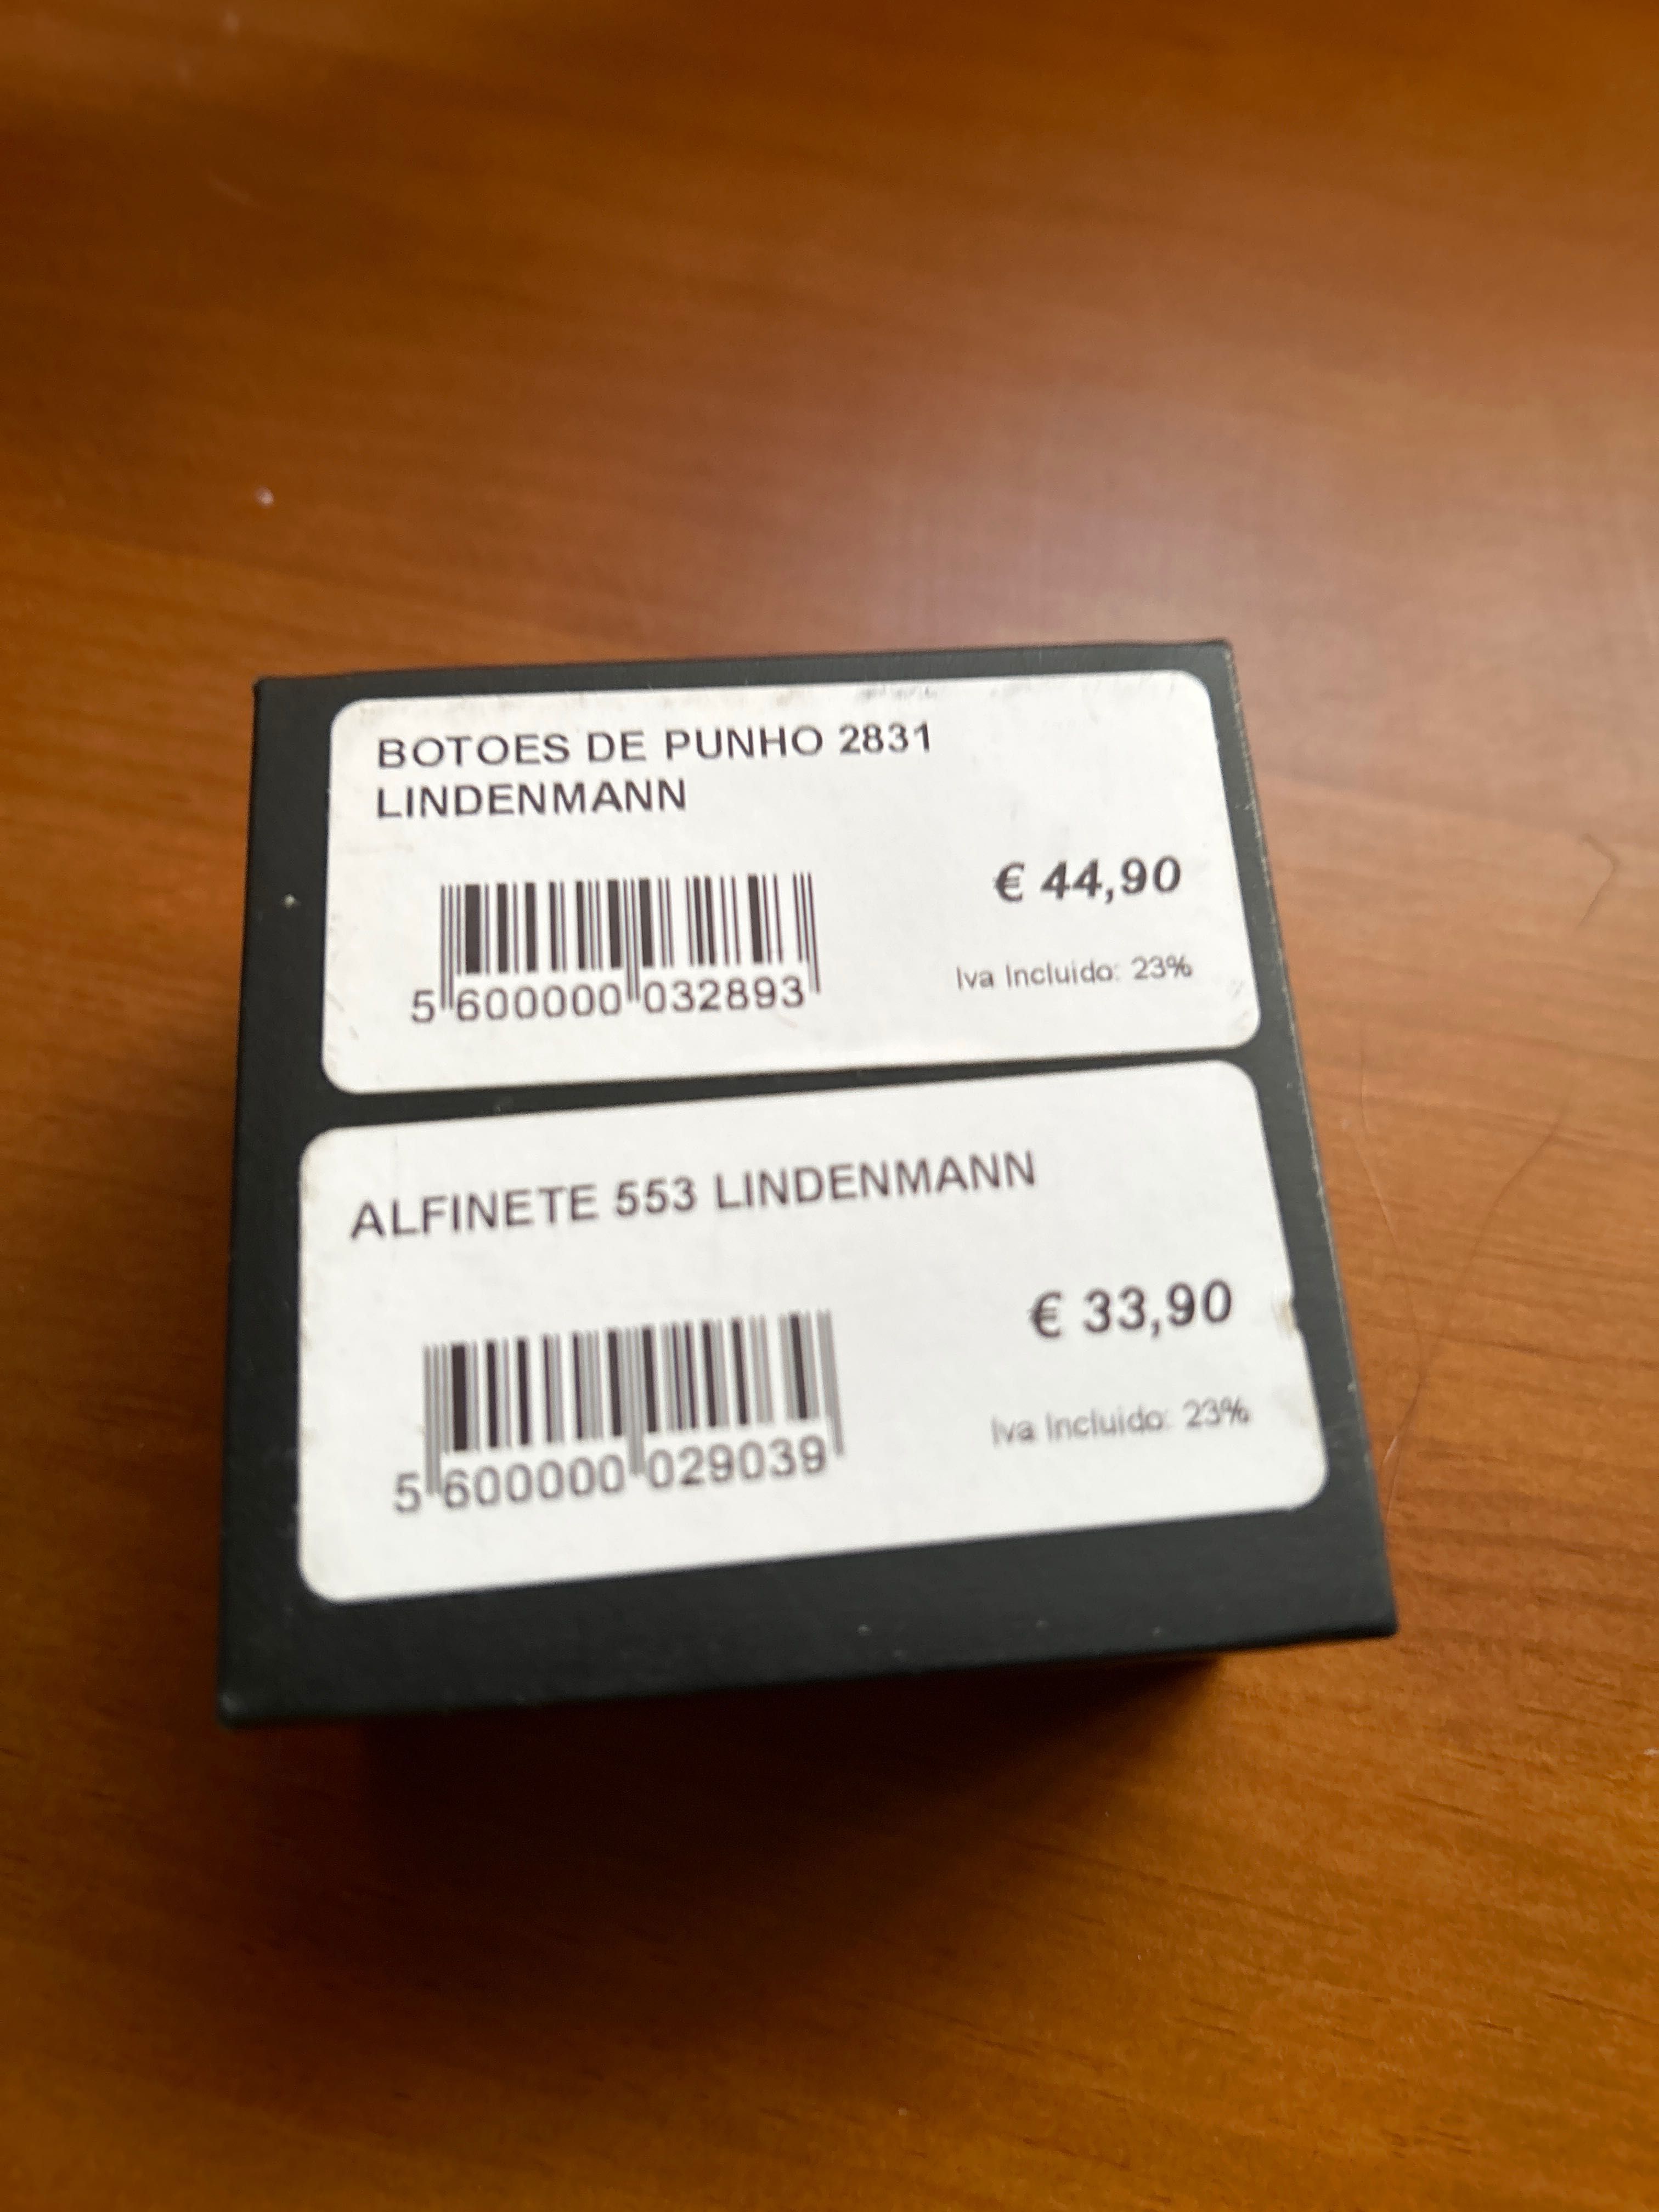 BOTOES DE PUNHO 2831
LINDENMANN
€ 44,90
Iva Incluido: 23%
5 600000 032893
ALFINETE 553 LINDENMANN
€ 33,90
Iva Incluido: 23%
5 600000 029039